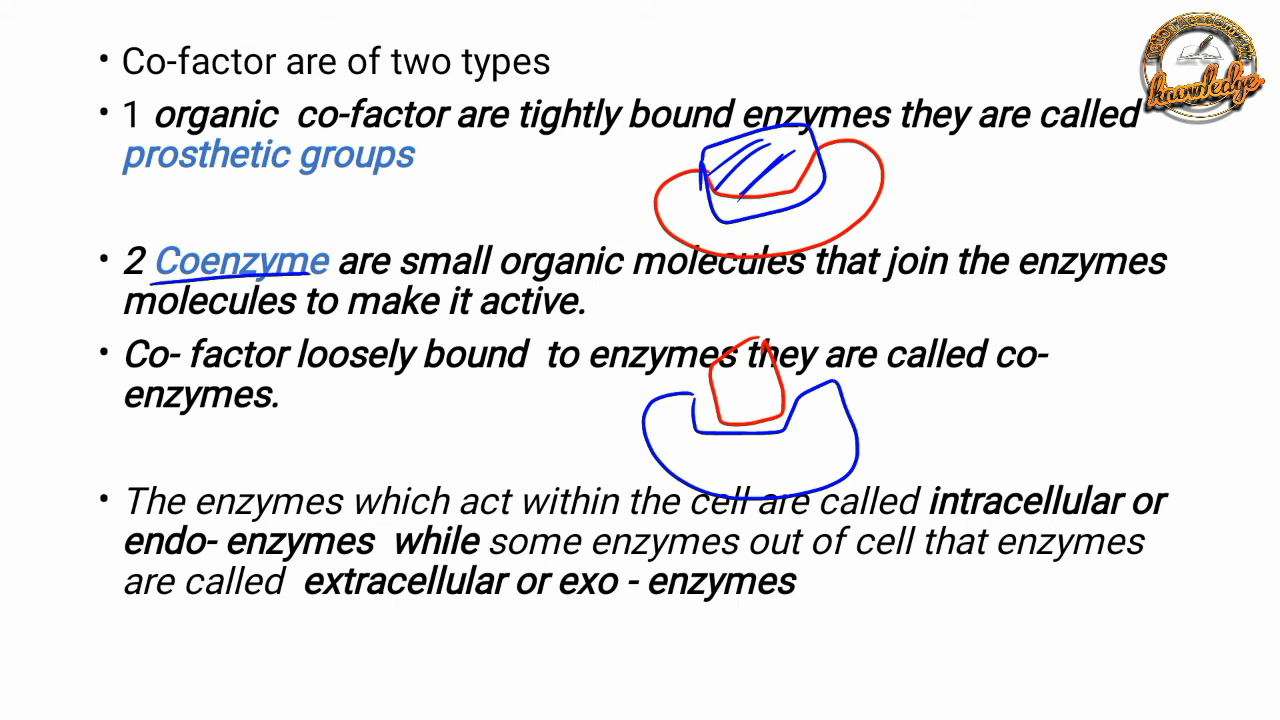 • Co-factor are of two types
• 1 organic co-factor are tightly bound enzymes they are called
prosthetic groups
• 2 Coenzyme are small organic molecules that join the enzymes
molecules to make it active.
• Co- factor loosely bound to enzymes they are called co-
enzymes.
• The enzymes which act within the cell are called intracellular or
endo- enzymes while some enzymes out of cell that enzymes
are called extracellular or exo - enzymes
knowledge